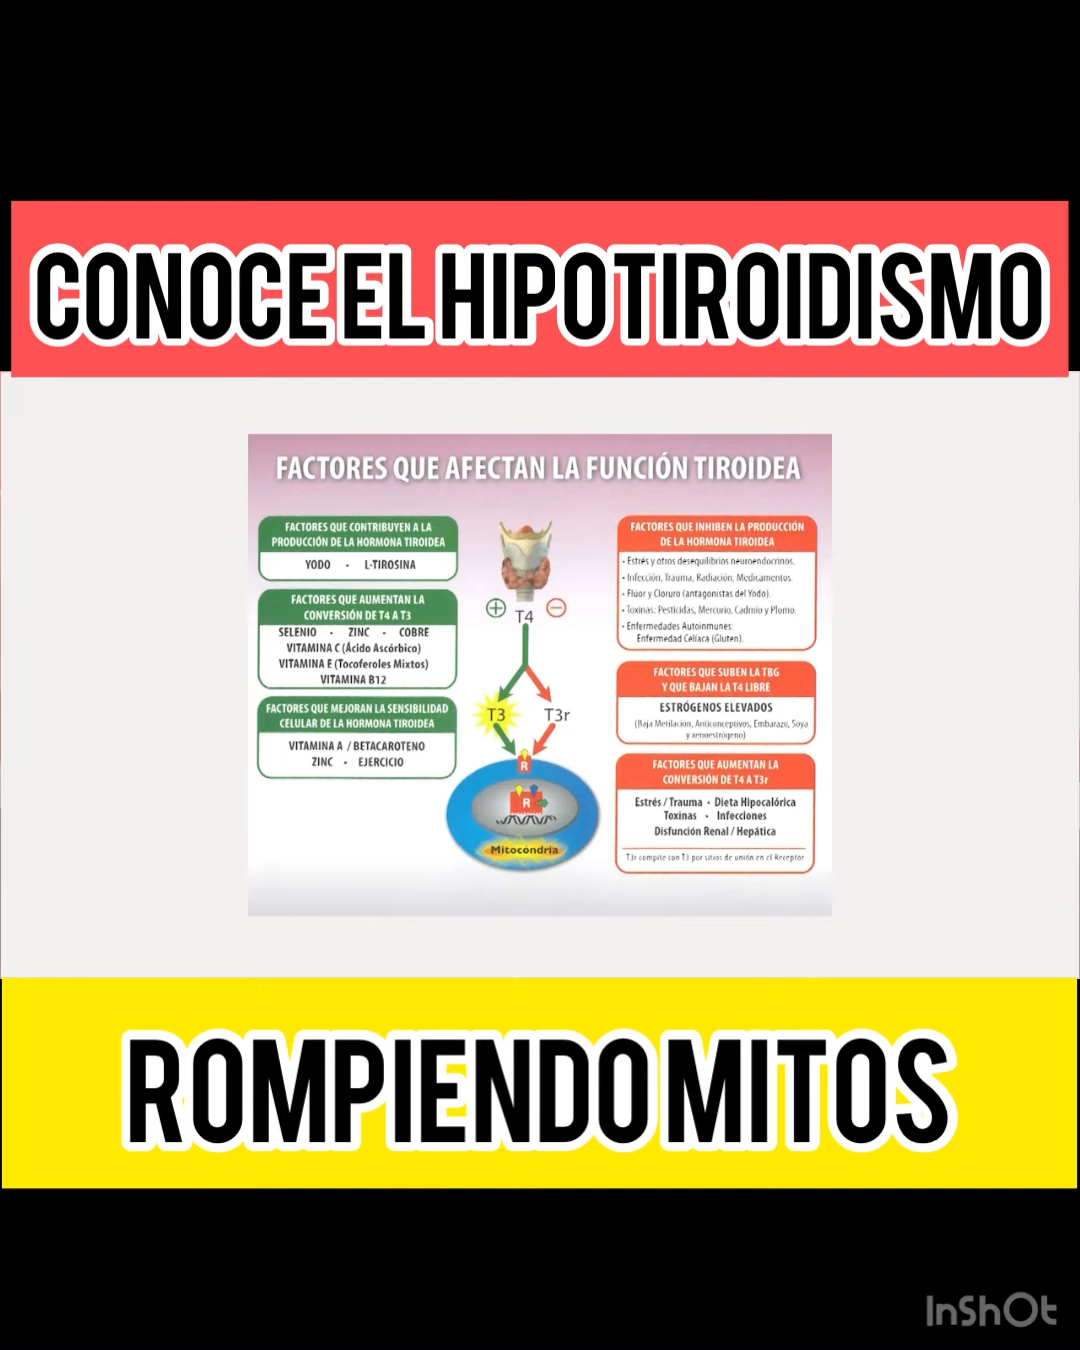 CONOCE EL HIPOTIROIDISMO
FACTORES QUE AFECTAN LA FUNCIÓN TIROIDEA
FACTORES QUE CONTRIBUYEN A LA
PRODUCCIÓN DE LA HORMONA TIROIDEA
YODO · L-TIROSINA
FACTORES QUE AUMENTAN LA
CONVERSIÓN DE T4 A T3
SELENIO · ZINC · COBRE
VITAMINA C (Ácido Ascórbico)
VITAMINA E (Tocoferoles Mixtos)
VITAMINA B12
FACTORES QUE MEJORAN LA SENSIBILIDAD
CELULAR DE LA HORMONA TIROIDEA
VITAMINA A / BETACAROTENO
ZINC · EJERCICIO
T4
T3
T3r
R
R
Mitocóndria
FACTORES QUE INHIBEN LA PRODUCCIÓN
DE LA HORMONA TIROIDEA
• Estrés y otros desequilibrios neuroendocrinos.
• Infección, Trauma, Radiación, Medicamentos.
• Flúor y Cloruro (antagonistas del Yodo).
• Toxinas: Pesticidas, Mercurio, Cadmio y Plomo.
• Enfermedades Autoinmunes:
Enfermedad Celíaca (Gluten).
FACTORES QUE SUBEN LA TBG
Y QUE BAJAN LA T4 LIBRE
ESTRÓGENOS ELEVADOS
(Baja Metilación, Anticonceptivos, Embarazo, Soya
y xenoestrógeno)
FACTORES QUE AUMENTAN LA
CONVERSIÓN DE T4 A T3r
Estrés / Trauma · Dieta Hipocalórica
Toxinas · Infecciones
Disfunción Renal / Hepática
T3r compite con T3 por sitios de unión en el Receptor
ROMPIENDO MITOS
InShOt